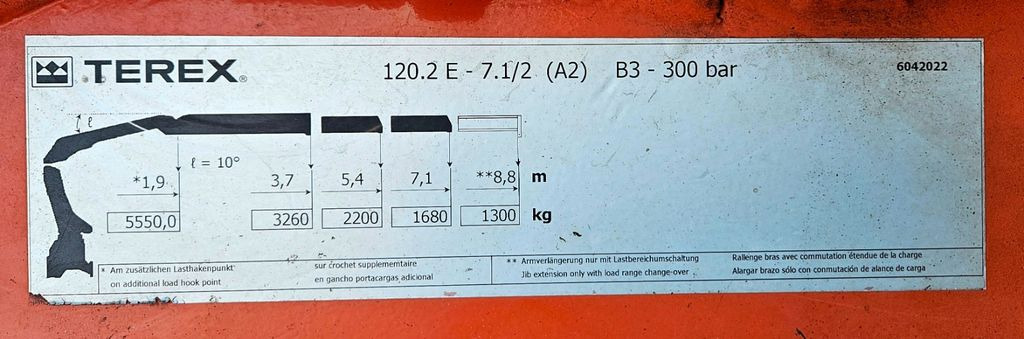 TEREX®
120.2 E - 7.1/2 (A2) B3 - 300 bar
6042022
ℓ
ℓ = 10°
*1,9 3,7 5,4 7,1 **8,8 m
5550,0 3260 2200 1680 1300 kg
* Am zusätzlichen Lasthakenpunkt
on additional load hook point
sur crochet supplementaire
en gancho portacargas adicional
** Armverlängerung nur mit Lastbereichumschaltung
Jib extension only with load range change-over
Rallenge bras avec commutation étendue de la charge
Alargar brazo sólo con conmutación de alance de carga